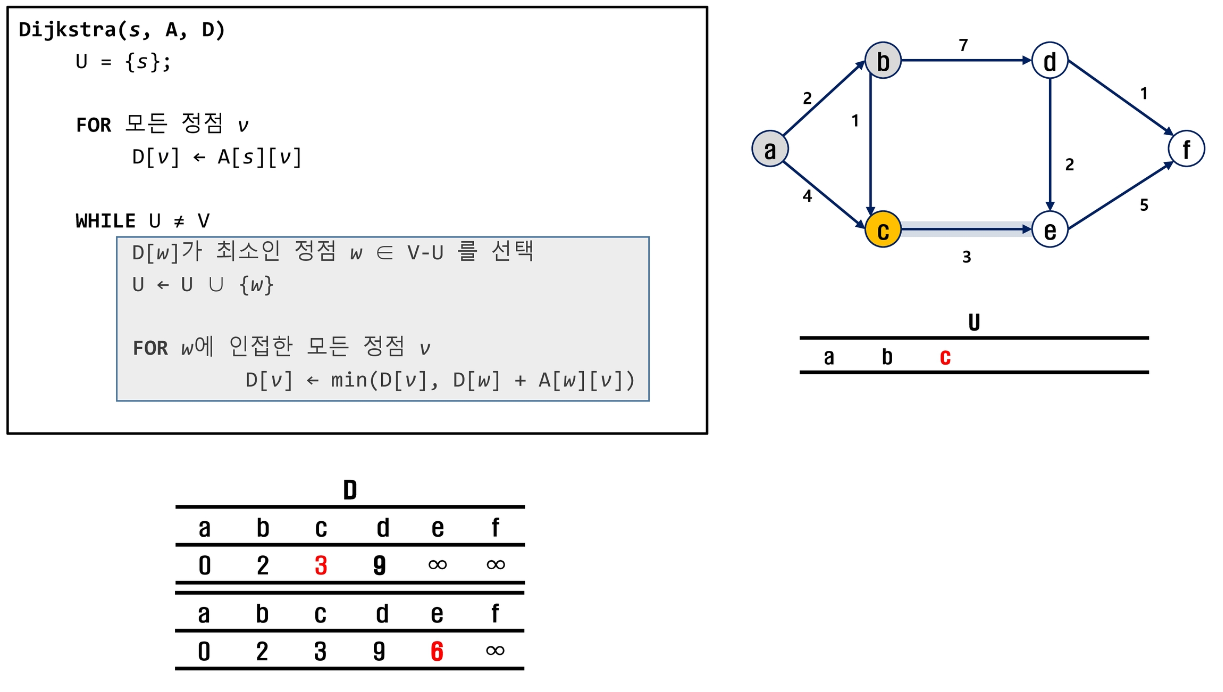 Dijkstra(s, A, D)
U = {s};
FOR 모든 정점 v
D[v] ← A[s][v]
WHILE U ≠ V
D[w]가 최소인 정점 w ∈ V-U 를 선택
U ← U ∪ {w}
FOR w에 인접한 모든 정점 v
D[v] ← min(D[v], D[w] + A[w][v])
7
b
d
2
1
1
a
f
4
2
5
c
e
3
U
a b c
D
a b c d e f
0 2 3 9 ∞ ∞
a b c d e f
0 2 3 9 6 ∞